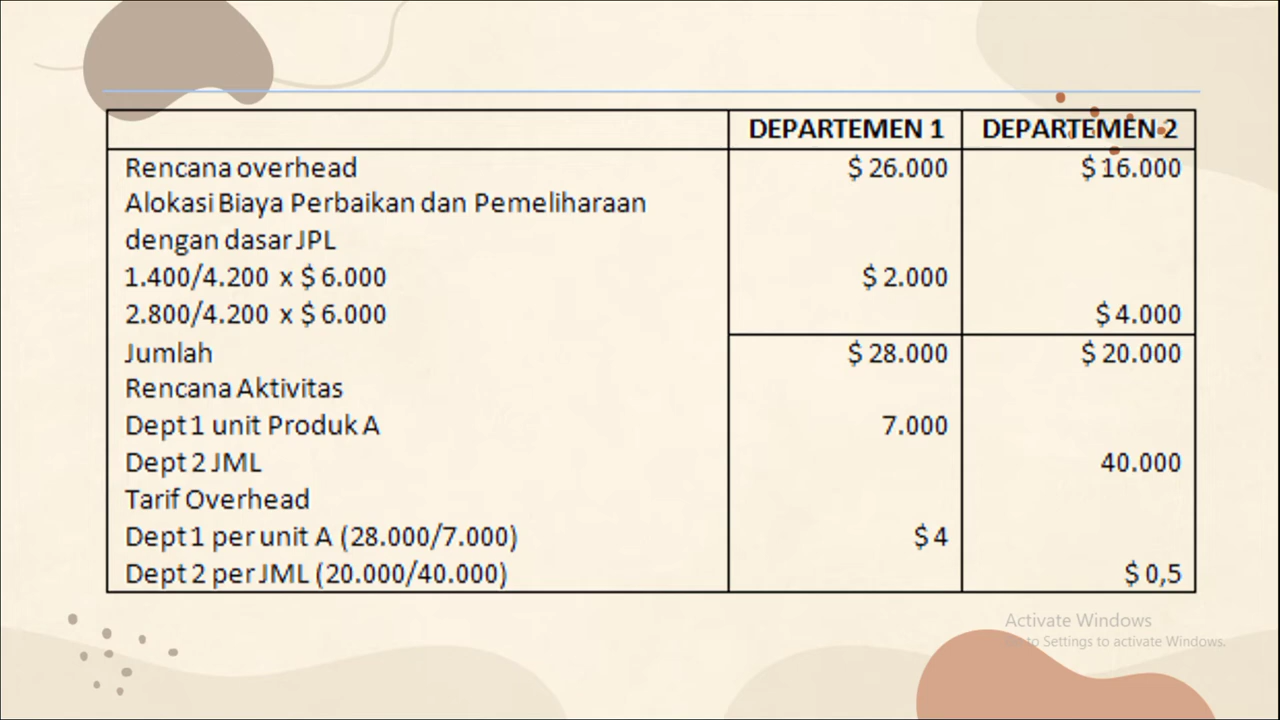 DEPARTEMEN 1 DEPARTEMEN 2
Rencana overhead $ 26.000 $ 16.000
Alokasi Biaya Perbaikan dan Pemeliharaan
dengan dasar JPL
1.400/4.200 x $ 6.000 $ 2.000
2.800/4.200 x $ 6.000 $ 4.000
Jumlah $ 28.000 $ 20.000
Rencana Aktivitas
Dept 1 unit Produk A 7.000
Dept 2 JML 40.000
Tarif Overhead
Dept 1 per unit A (28.000/7.000) $ 4
Dept 2 per JML (20.000/40.000) $ 0,5
Activate Windows
Go to Settings to activate Windows.